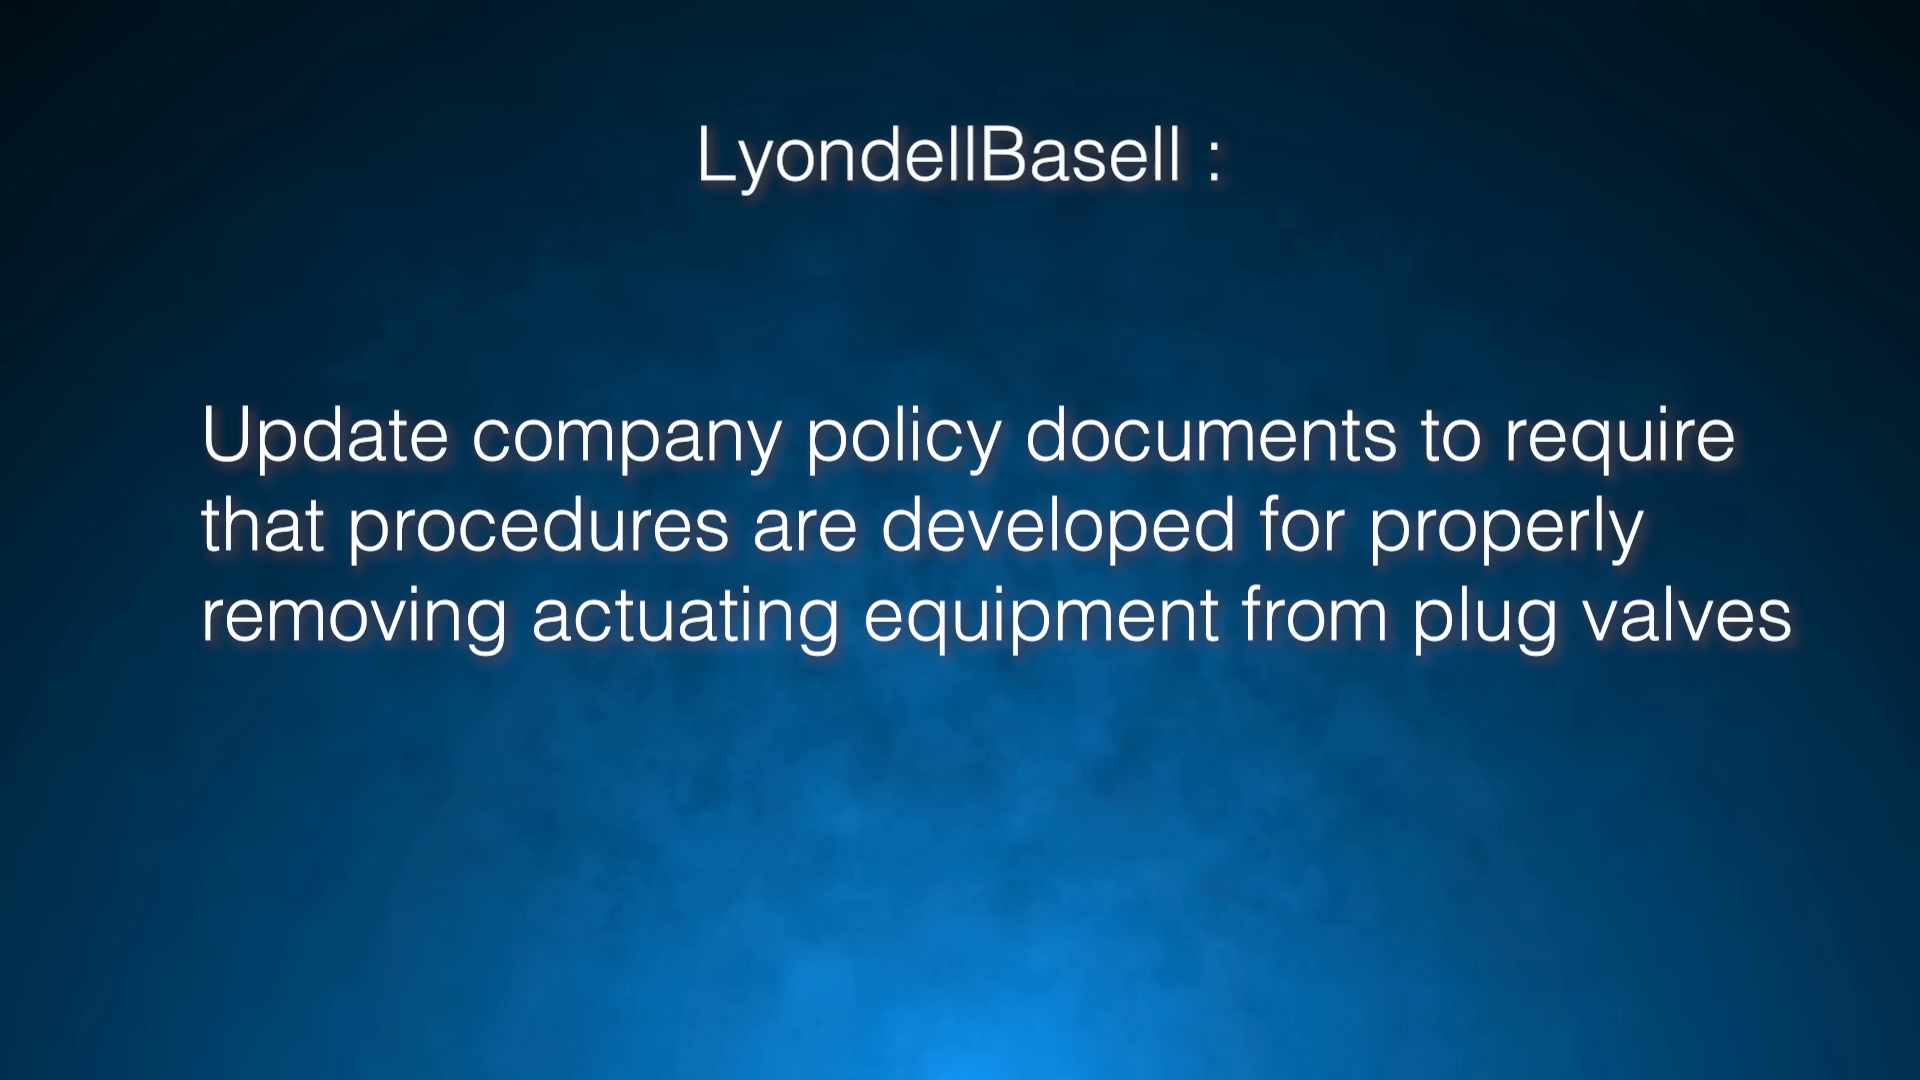 LyondellBasell :
Update company policy documents to require
that procedures are developed for properly
removing actuating equipment from plug valves